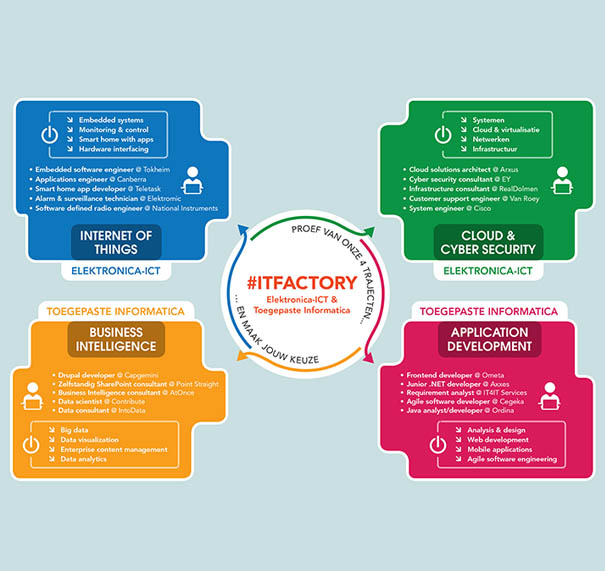 Embedded systems
Monitoring & control
Smart home with apps
Hardware interfacing
• Embedded software engineer @ Tokheim
• Applications engineer @ Canberra
• Smart home app developer @ Teletask
• Alarm & surveillance technician @ Elektromic
• Software defined radio engineer @ National Instruments
INTERNET OF
THINGS
ELEKTRONICA-ICT
Systemen
Cloud & virtualisatie
Netwerken
Infrastructuur
• Cloud solutions architect @ Arxus
• Cyber security consultant @ EY
• Infrastructure consultant @ RealDolmen
• Customer support engineer @ Van Roey
• System engineer @ Cisco
CLOUD &
CYBER SECURITY
ELEKTRONICA-ICT
PROEF VAN ONZE 4 TRAJECTEN...
#ITFACTORY
Elektronica-ICT &
Toegepaste Informatica
... EN MAAK JOUW KEUZE
TOEGEPASTE INFORMATICA
BUSINESS
INTELLIGENCE
• Drupal developer @ Capgemini
• Zelfstandig SharePoint consultant @ Point Straight
• Business Intelligence consultant @ AtOnce
• Data scientist @ Contribute
• Data consultant @ IntoData
Big data
Data visualization
Enterprise content management
Data analytics
TOEGEPASTE INFORMATICA
APPLICATION
DEVELOPMENT
• Frontend developer @ Ometa
• Junior .NET developer @ Axxes
• Requirement analyst @ IT4IT Services
• Agile software developer @ Cegeka
• Java analyst/developer @ Ordina
Analysis & design
Web development
Mobile applications
Agile software engineering